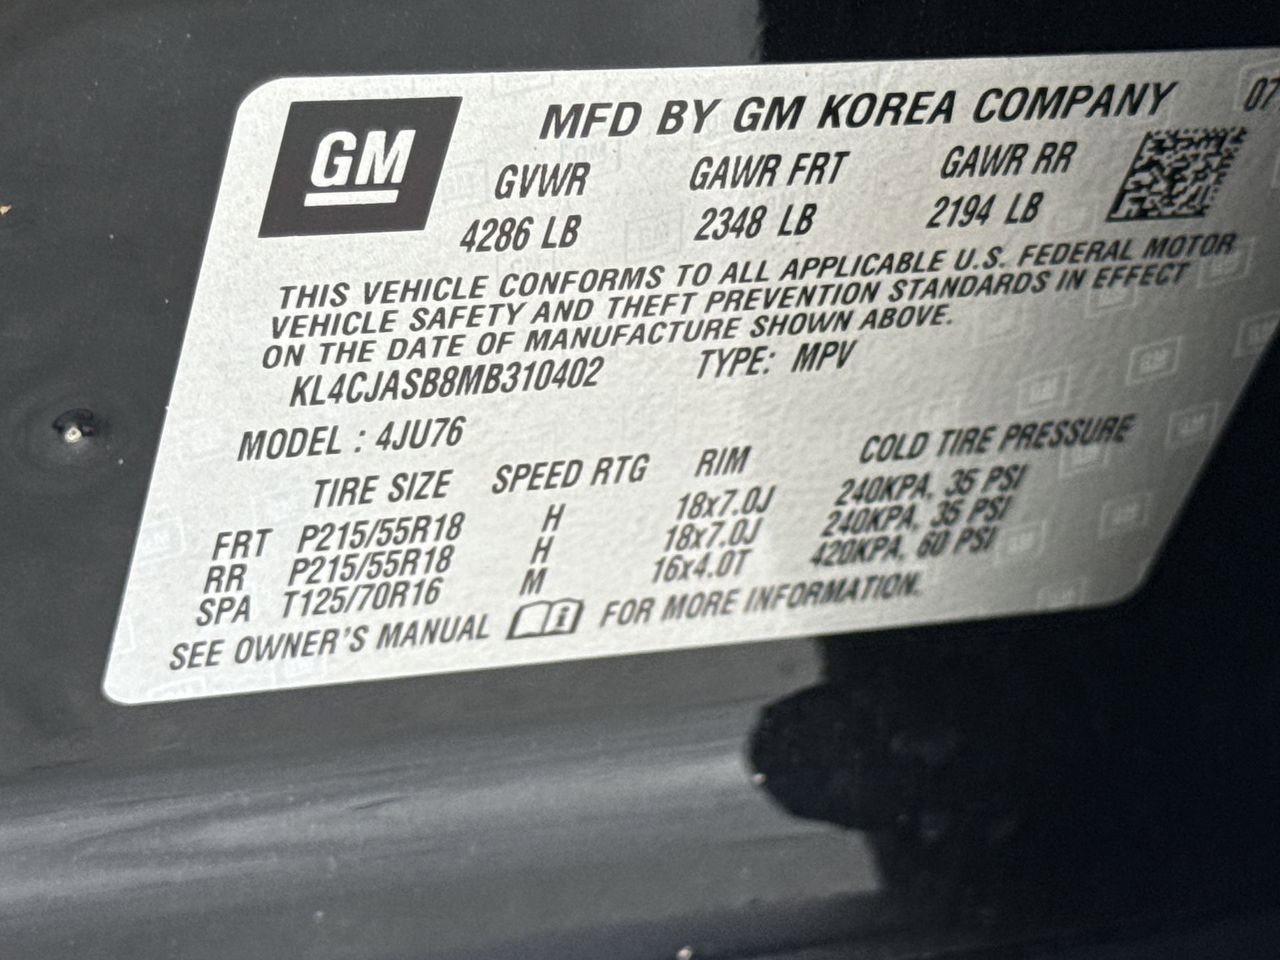 GM
MFD BY GM KOREA COMPANY 07
GVWR GAWR FRT GAWR RR
4286 LB 2348 LB 2194 LB
THIS VEHICLE CONFORMS TO ALL APPLICABLE U.S. FEDERAL MOTOR
VEHICLE SAFETY AND THEFT PREVENTION STANDARDS IN EFFECT
ON THE DATE OF MANUFACTURE SHOWN ABOVE.
KL4CJASB8MB310402 TYPE: MPV
MODEL : 4JU76
TIRE SIZE SPEED RTG RIM COLD TIRE PRESSURE
FRT P215/55R18 H 18x7.0J 240KPA, 35 PSI
RR P215/55R18 H 18x7.0J 240KPA, 35 PSI
SPA T125/70R16 M 16x4.0T 420KPA, 60 PSI
SEE OWNER'S MANUAL i FOR MORE INFORMATION.